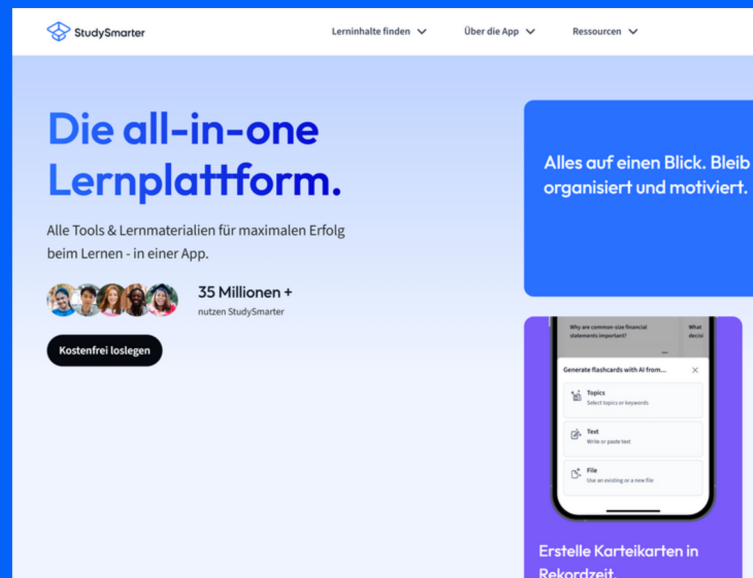 StudySmarter
Lerninhalte finden
Über die App
Ressourcen
Die all-in-one
Lernplattform.
Alle Tools & Lernmaterialien für maximalen Erfolg
beim Lernen - in einer App.
35 Millionen +
nutzen StudySmarter
Kostenfrei loslegen
Alles auf einen Blick. Bleib
organisiert und motiviert.
Why are common-size financial
statements important?
What
decisi
Generate flashcards with AI from...
Topics
Select topics or keywords
Text
Write or paste text
File
Use an existing or a new file
Erstelle Karteikarten in
Rekordzeit.